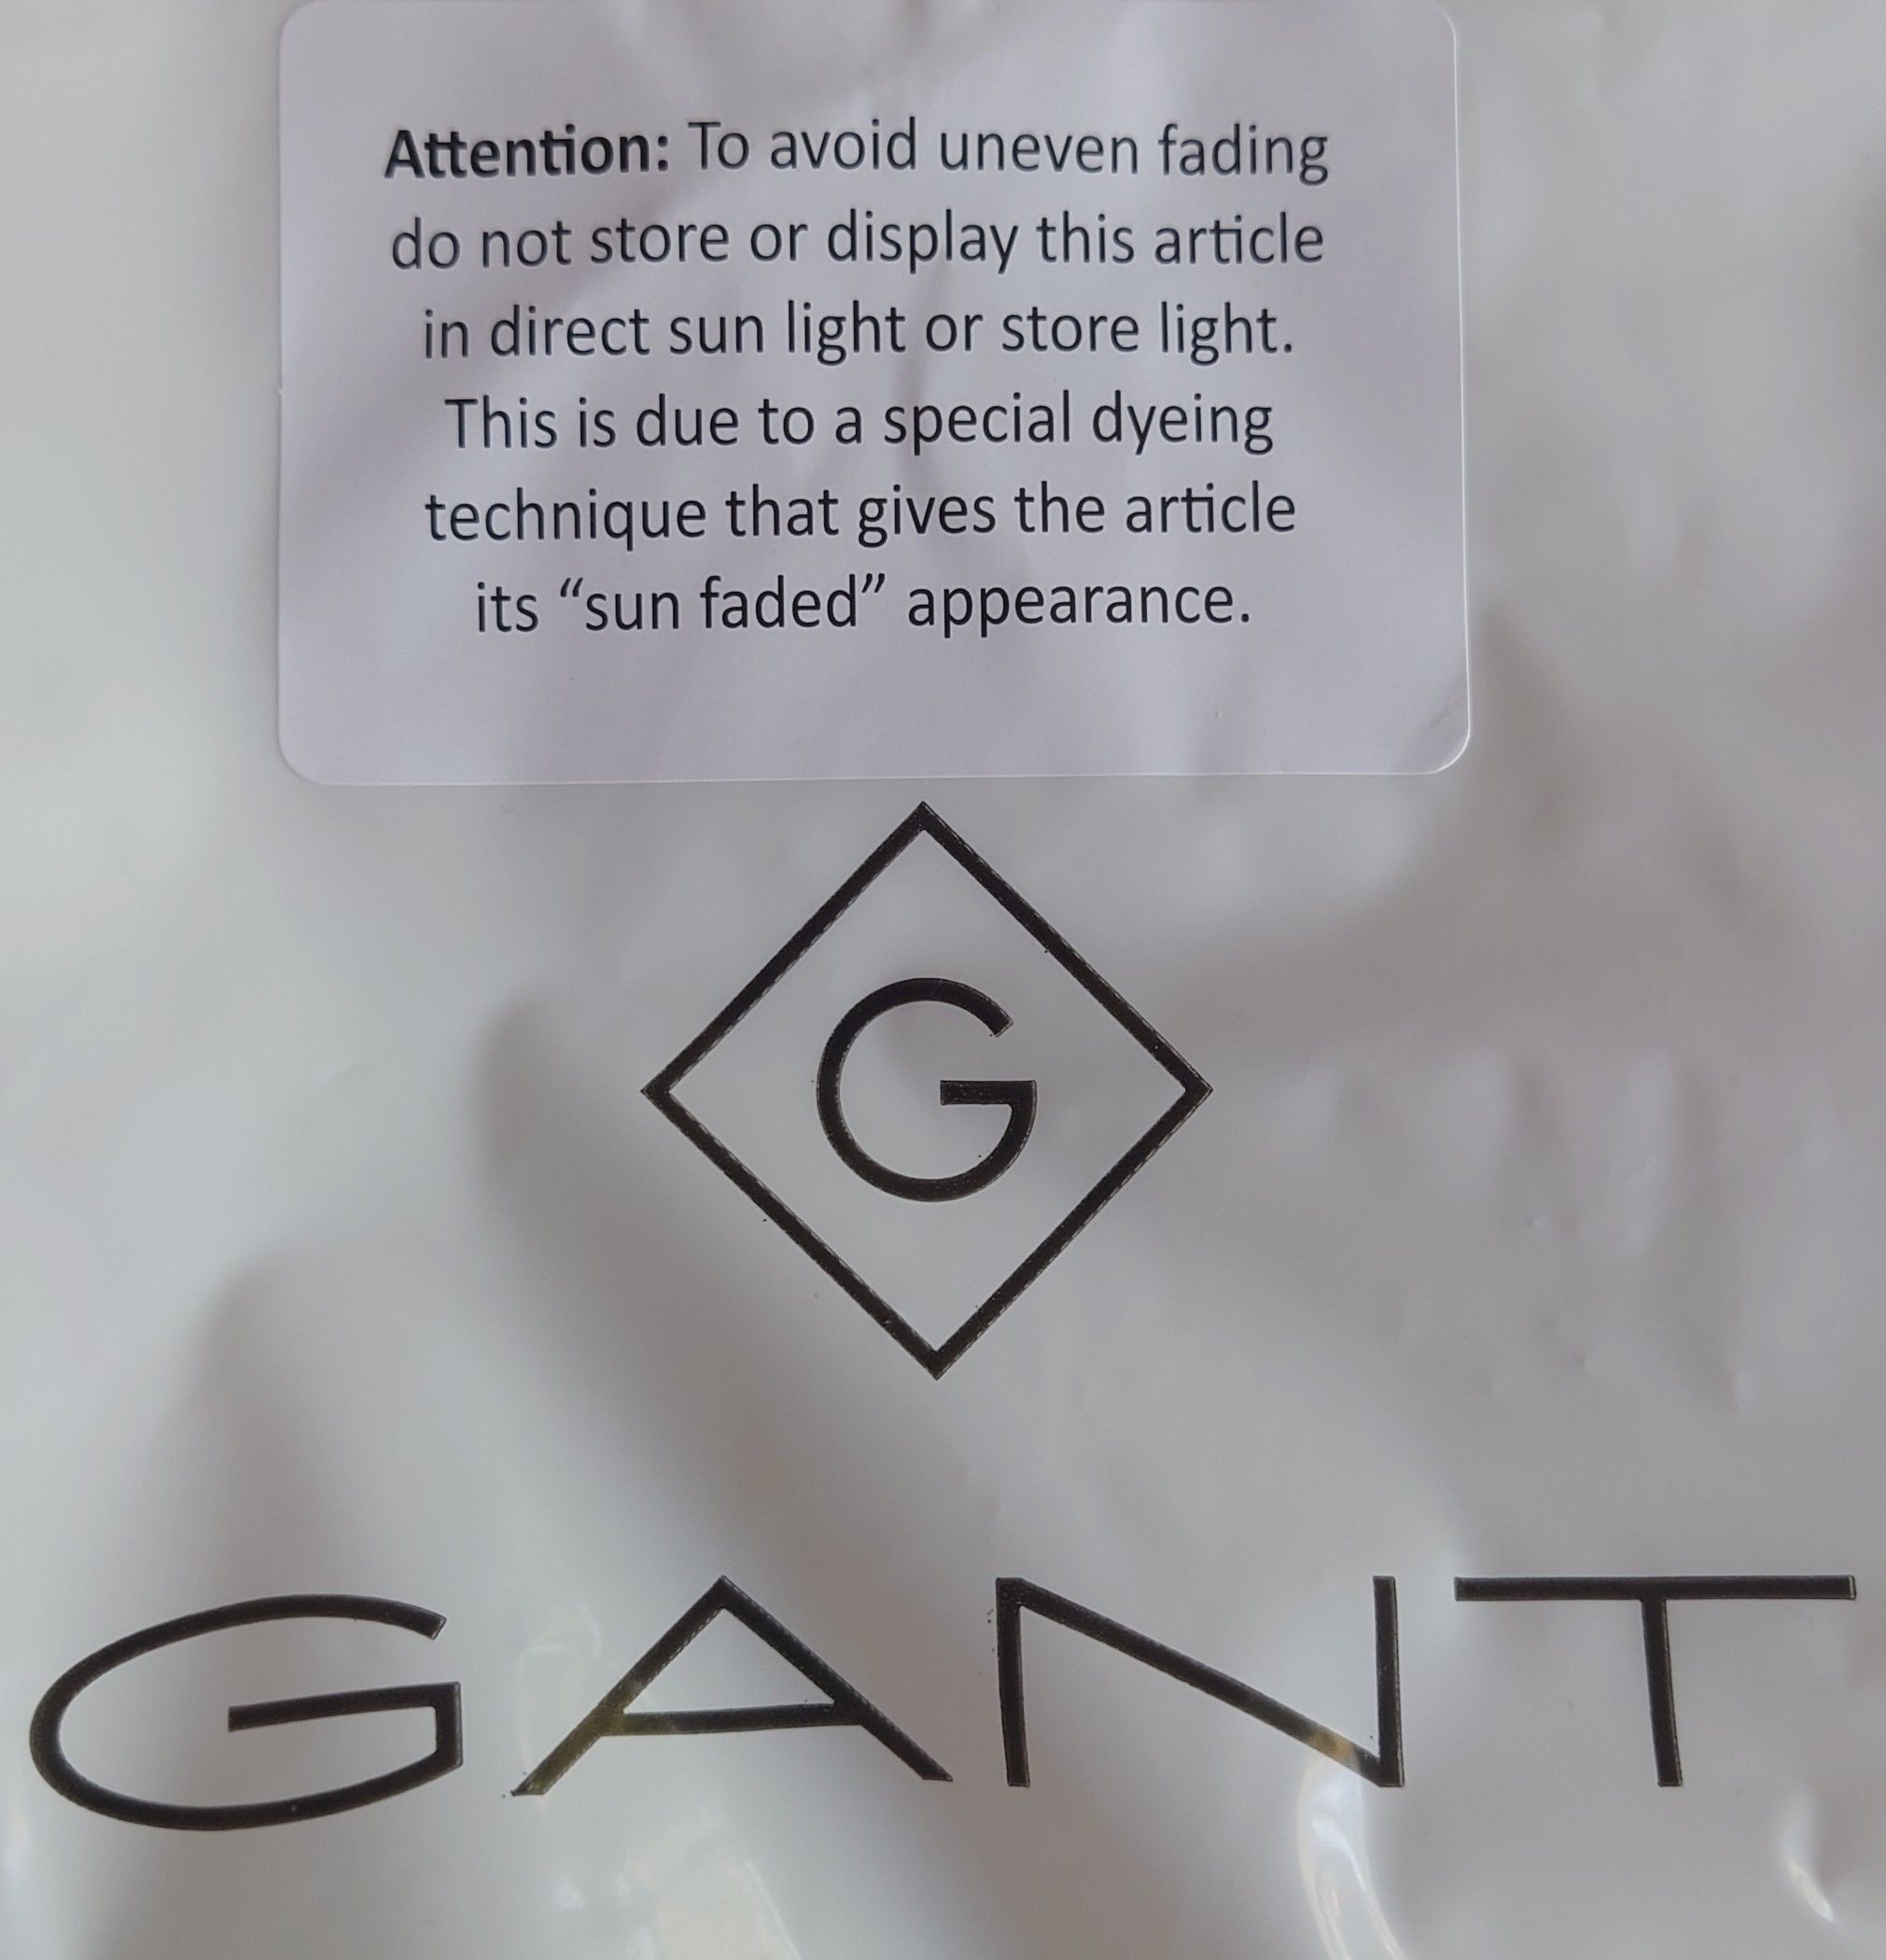 Attention: To avoid uneven fading
do not store or display this article
in direct sun light or store light.
This is due to a special dyeing
technique that gives the article
its “sun faded” appearance.
G
GANT